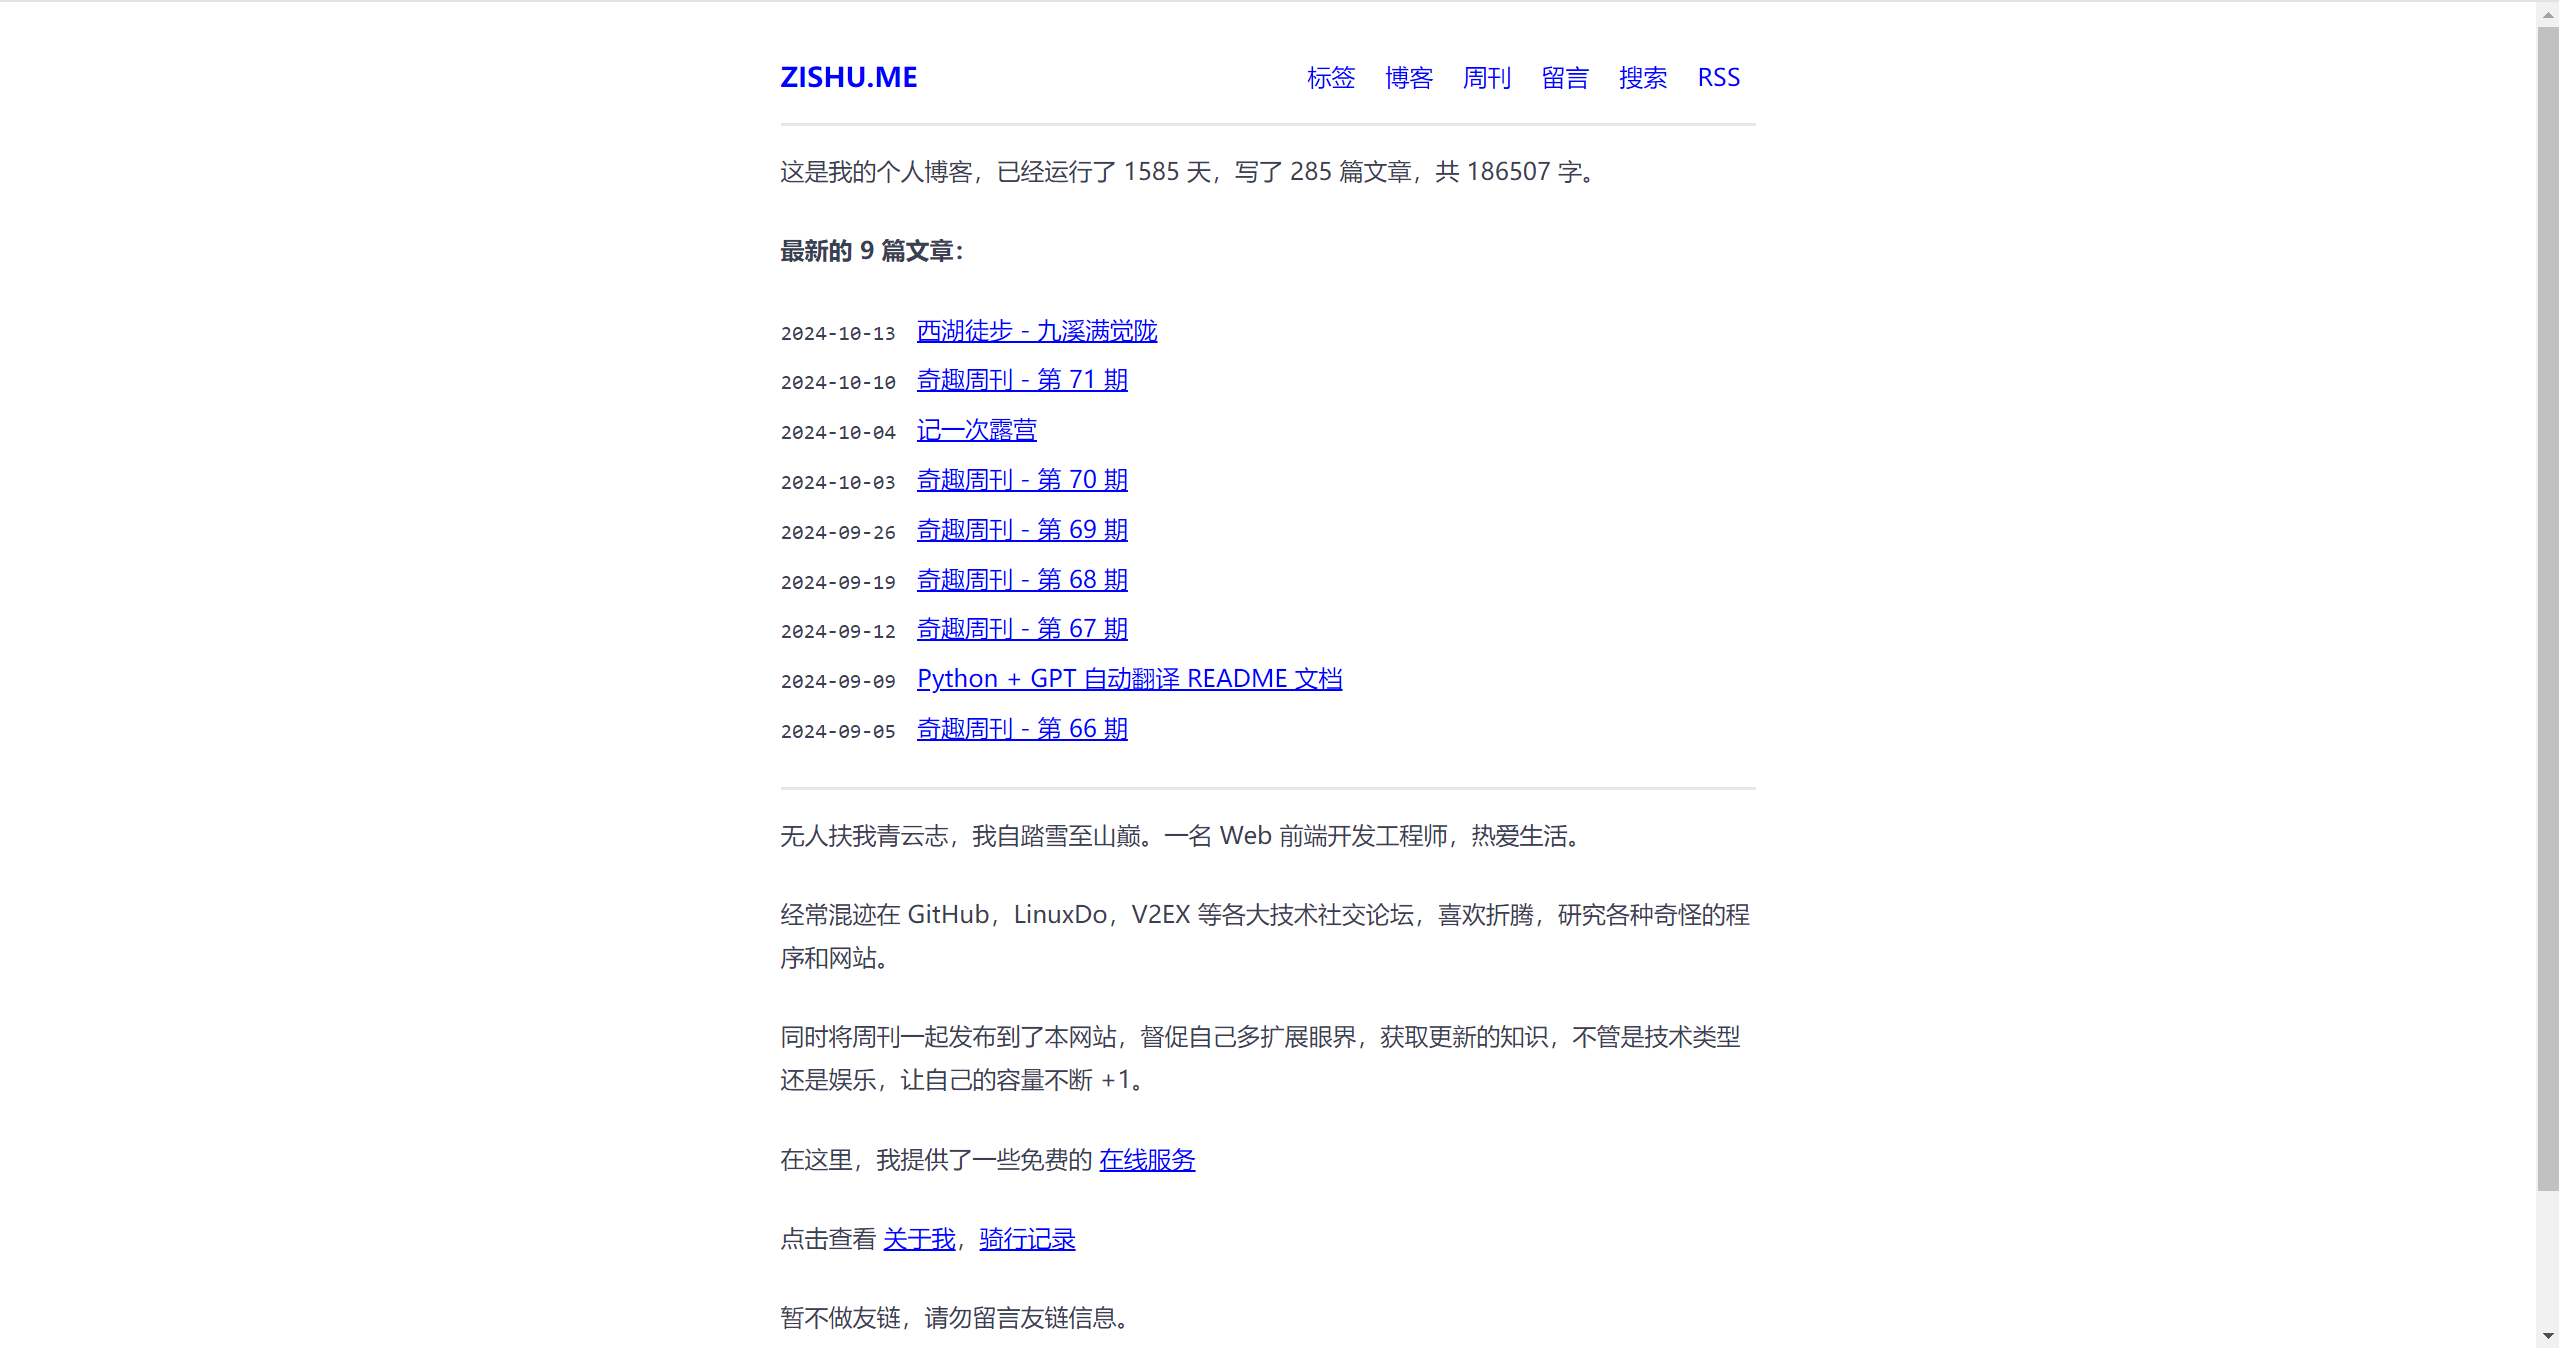 ZISHU.ME 标签 博客 周刊 留言 搜索 RSS
这是我的个人博客，已经运行了 1585 天，写了 285 篇文章，共 186507 字。
最新的 9 篇文章：
2024-10-13 西湖徒步 - 九溪满觉陇
2024-10-10 奇趣周刊 - 第 71 期
2024-10-04 记一次露营
2024-10-03 奇趣周刊 - 第 70 期
2024-09-26 奇趣周刊 - 第 69 期
2024-09-19 奇趣周刊 - 第 68 期
2024-09-12 奇趣周刊 - 第 67 期
2024-09-09 Python + GPT 自动翻译 README 文档
2024-09-05 奇趣周刊 - 第 66 期
无人扶我青云志，我自踏雪至山巅。一名 Web 前端开发工程师，热爱生活。
经常混迹在 GitHub，LinuxDo，V2EX 等各大技术社交论坛，喜欢折腾，研究各种奇怪的程
序和网站。
同时将周刊一起发布到了本网站，督促自己多扩展眼界，获取更新的知识，不管是技术类型
还是娱乐，让自己的容量不断 +1。
在这里，我提供了一些免费的 在线服务
点击查看 关于我，骑行记录
暂不做友链，请勿留言友链信息。